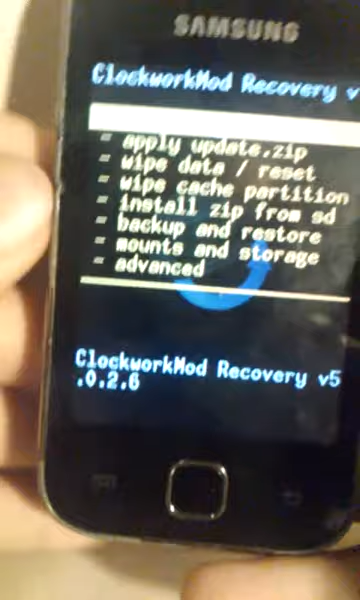 SAMSUNG
ClockworkMod Recovery v
- apply update.zip
- wipe data / reset
- wipe cache partition
- install zip from sd
- backup and restore
- mounts and storage
- advanced
ClockworkMod Recovery v5
.0.2.6